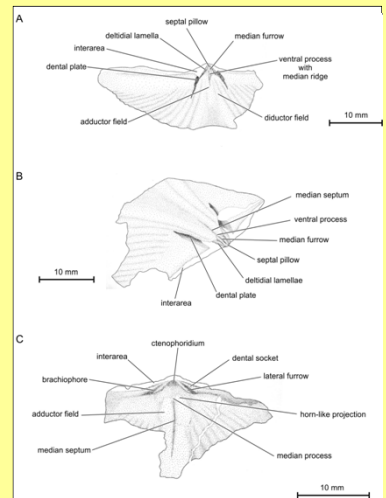 A
septal pillow
deltidial lamella
median furrow
interarea
ventral process
with
median ridge
dental plate
adductor field
diductor field
10 mm
B
median septum
ventral process
median furrow
septal pillow
deltidial lamellae
dental plate
interarea
10 mm
C
ctenophoridium
interarea
dental socket
brachiophore
lateral furrow
adductor field
horn-like projection
median septum
median process
10 mm